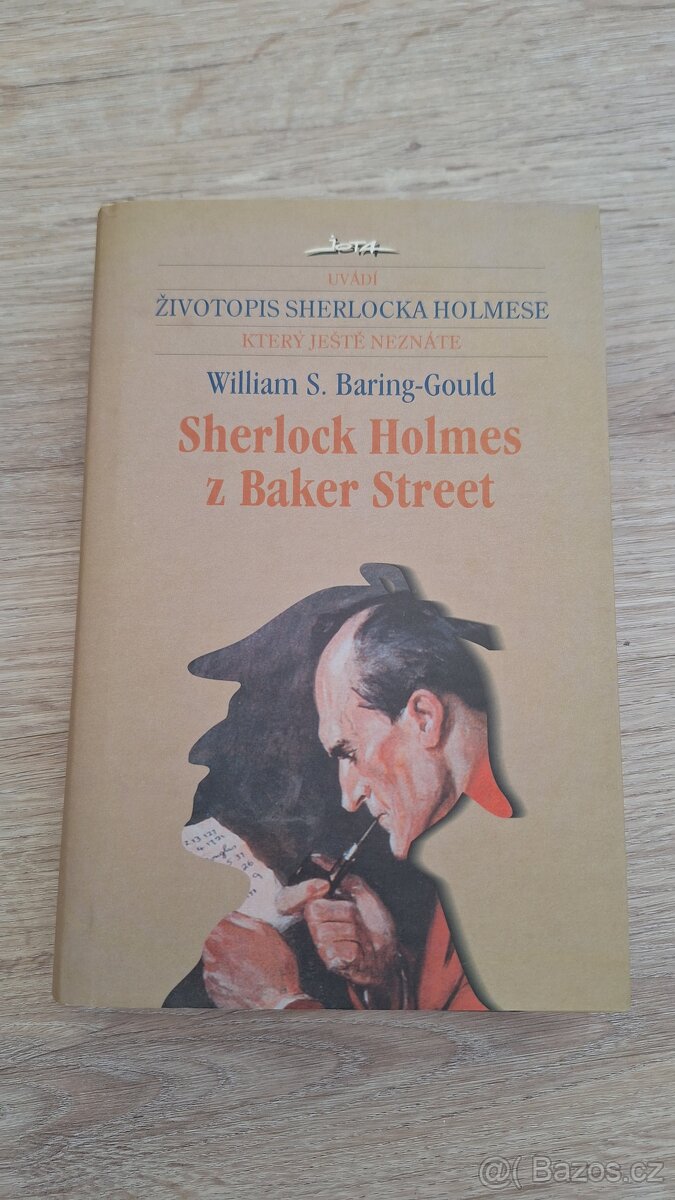 JOTA
UVÁDÍ
ŽIVOTOPIS SHERLOCKA HOLMESE
KTERÝ JEŠTĚ NEZNÁTE
William S. Baring-Gould
Sherlock Holmes
z Baker Street
@( Bazos.cz